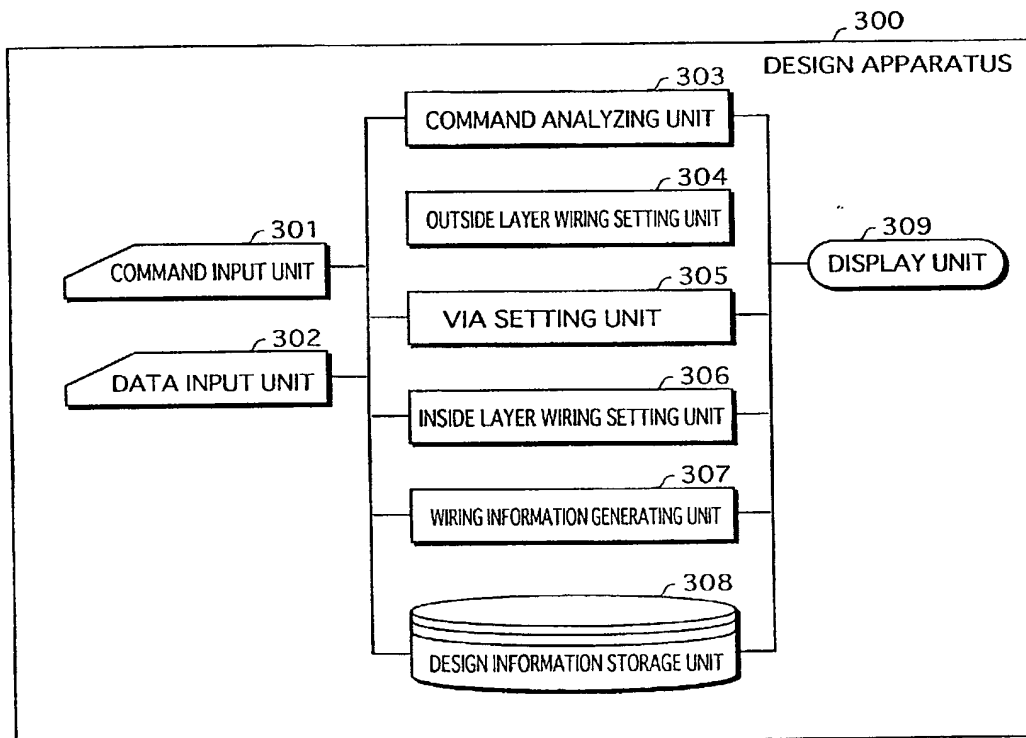 300
DESIGN APPARATUS
303
COMMAND ANALYZING UNIT
304
OUTSIDE LAYER WIRING SETTING UNIT
301
COMMAND INPUT UNIT
309
DISPLAY UNIT
305
VIA SETTING UNIT
302
DATA INPUT UNIT
306
INSIDE LAYER WIRING SETTING UNIT
307
WIRING INFORMATION GENERATING UNIT
308
DESIGN INFORMATION STORAGE UNIT